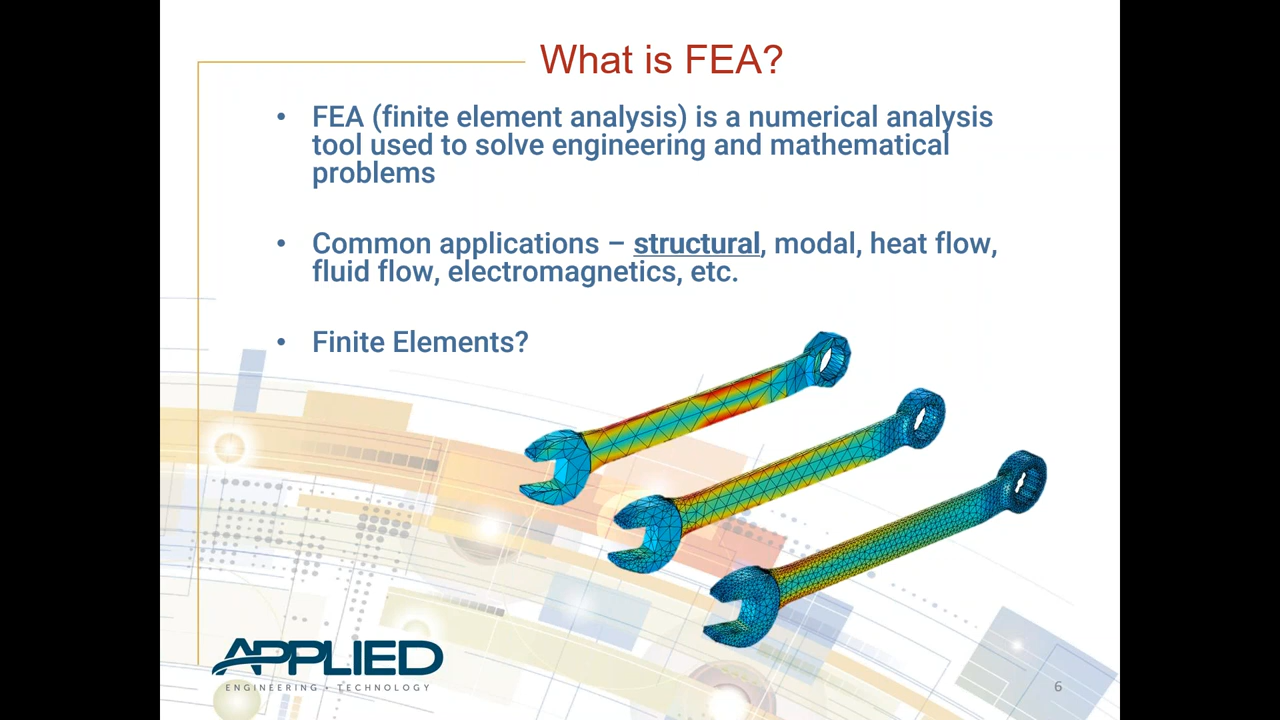 What is FEA?
• FEA (finite element analysis) is a numerical analysis
tool used to solve engineering and mathematical
problems
• Common applications – structural, modal, heat flow,
fluid flow, electromagnetics, etc.
• Finite Elements?
APPLIED
ENGINEERING • TECHNOLOGY
6